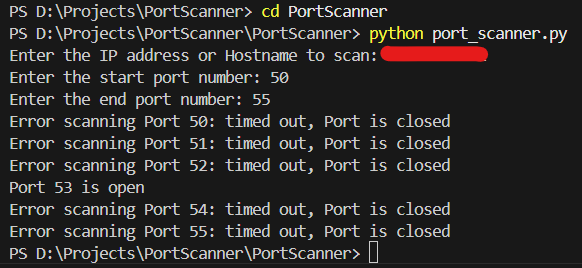 PS D:\Projects\PortScanner> cd PortScanner
PS D:\Projects\PortScanner\PortScanner> python port_scanner.py
Enter the IP address or Hostname to scan:
Enter the start port number: 50
Enter the end port number: 55
Error scanning Port 50: timed out, Port is closed
Error scanning Port 51: timed out, Port is closed
Error scanning Port 52: timed out, Port is closed
Port 53 is open
Error scanning Port 54: timed out, Port is closed
Error scanning Port 55: timed out, Port is closed
PS D:\Projects\PortScanner\PortScanner>